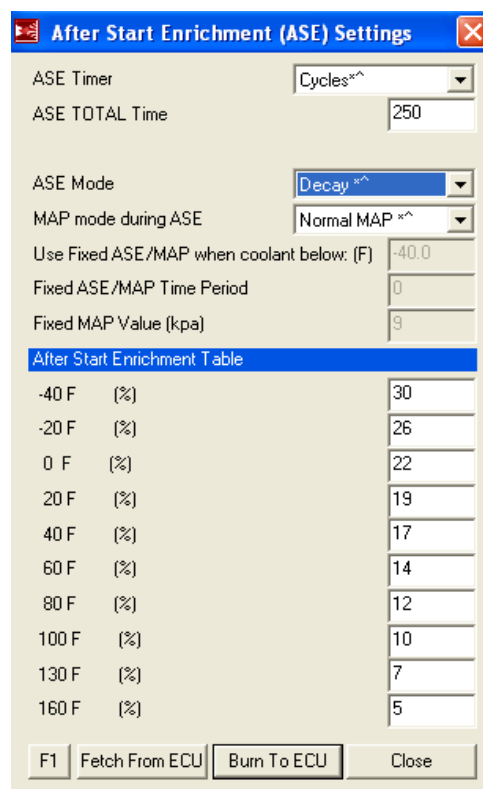 After Start Enrichment (ASE) Settings
ASE Timer Cycles*^
ASE TOTAL Time 250
ASE Mode Decay *^
MAP mode during ASE Normal MAP *^
Use Fixed ASE/MAP when coolant below: (F) -40.0
Fixed ASE/MAP Time Period 0
Fixed MAP Value (kpa) 9
After Start Enrichment Table
-40 F (%) 30
-20 F (%) 26
0 F (%) 22
20 F (%) 19
40 F (%) 17
60 F (%) 14
80 F (%) 12
100 F (%) 10
130 F (%) 7
160 F (%) 5
F1 Fetch From ECU Burn To ECU Close